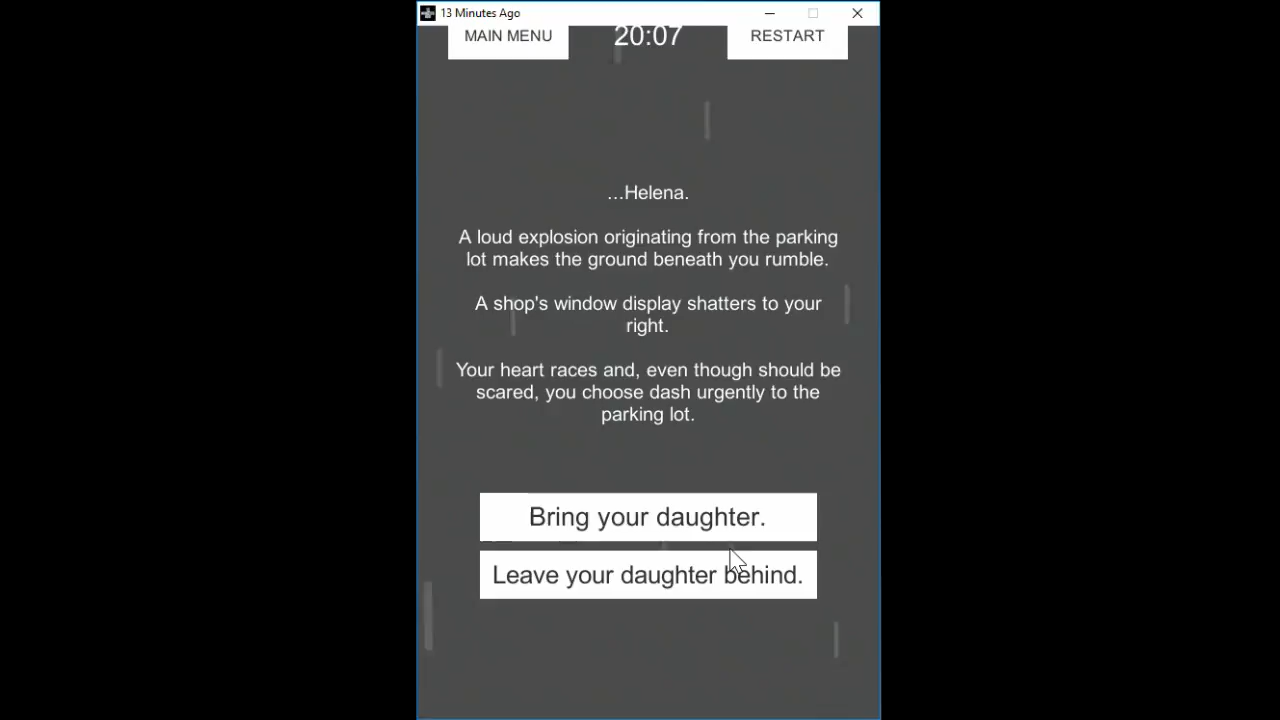 13 Minutes Ago
MAIN MENU
20:07
RESTART
...Helena.
A loud explosion originating from the parking
lot makes the ground beneath you rumble.
A shop's window display shatters to your
right.
Your heart races and, even though should be
scared, you choose dash urgently to the
parking lot.
Bring your daughter.
Leave your daughter behind.